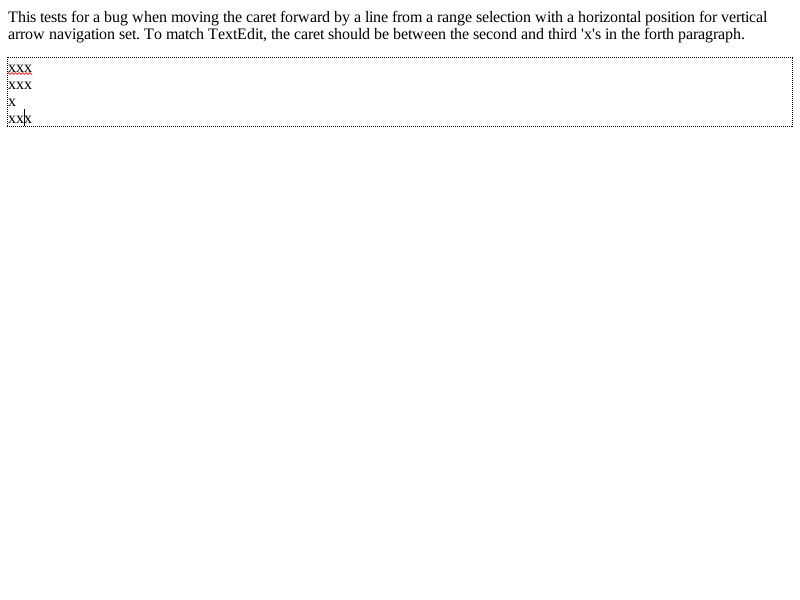 This tests for a bug when moving the caret forward by a line from a range selection with a horizontal position for vertical
arrow navigation set. To match TextEdit, the caret should be between the second and third 'x's in the forth paragraph.
xxx
xxx
x
xxx